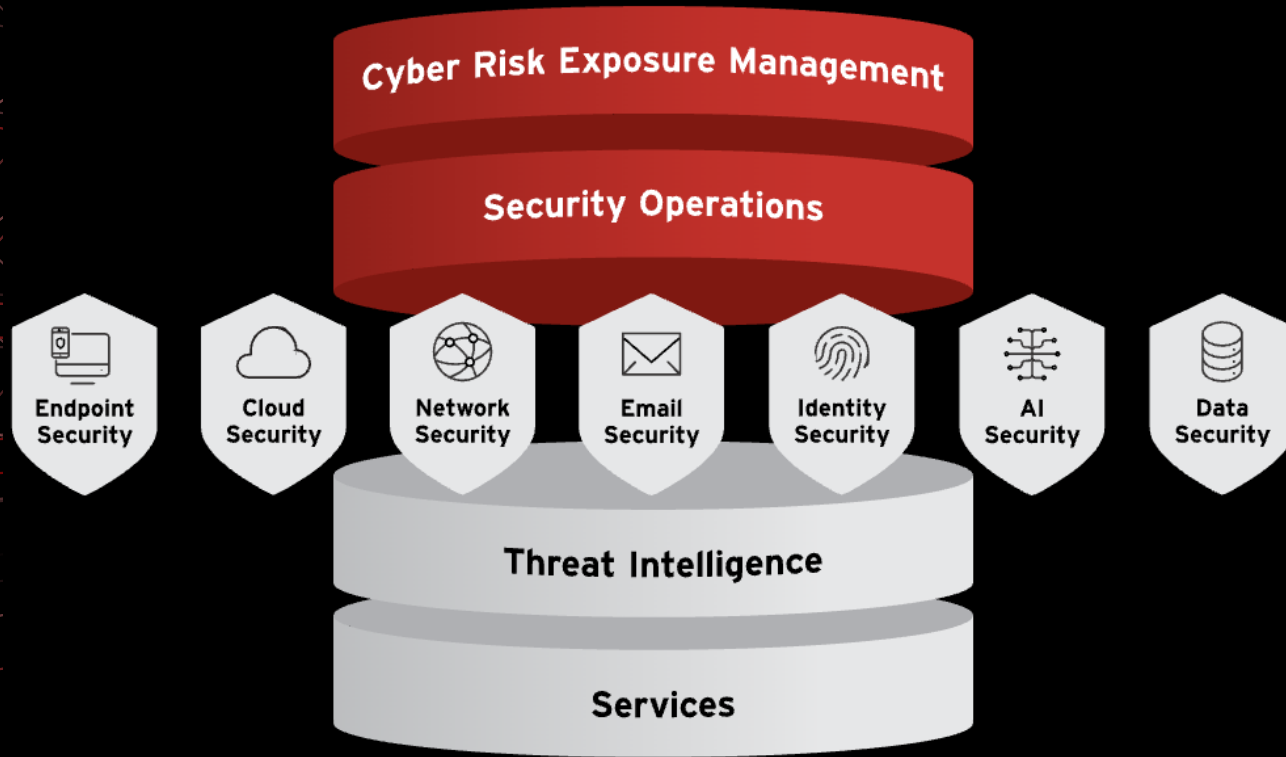 Cyber Risk Exposure Management
Security Operations
Endpoint
Security
Cloud
Security
Network
Security
Email
Security
Identity
Security
AI
Security
Data
Security
Threat Intelligence
Services